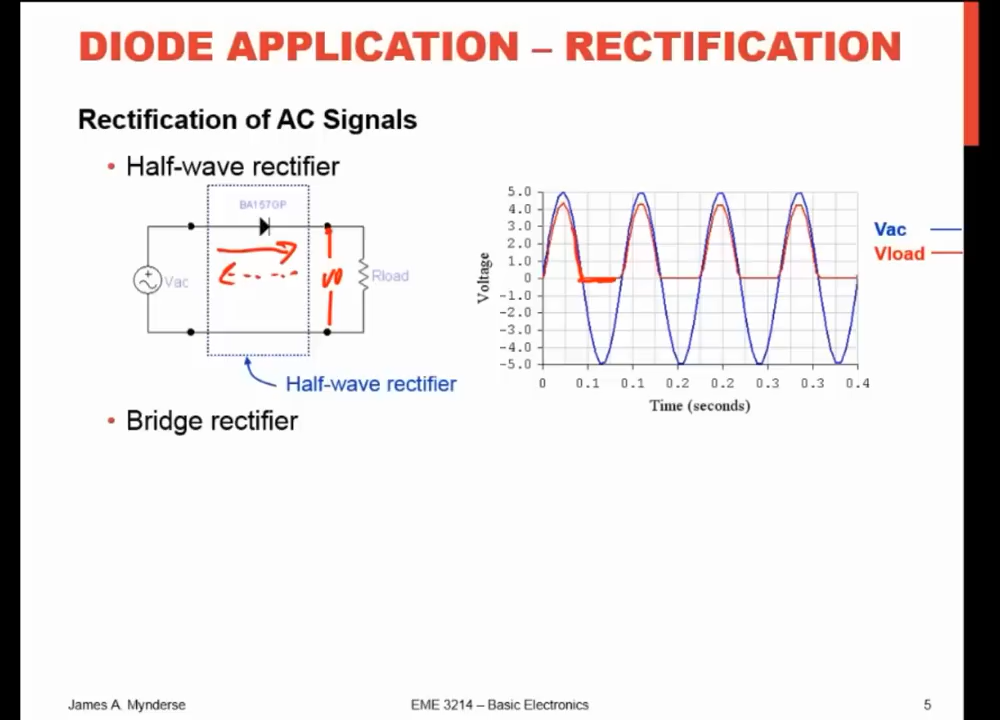 DIODE APPLICATION – RECTIFICATION
Rectification of AC Signals
• Half-wave rectifier
BA157GP
Vac
Rload
Half-wave rectifier
5.0
4.0
3.0
2.0
1.0
0
-1.0
-2.0
-3.0
-4.0
-5.0
Voltage
0 0.1 0.1 0.2 0.2 0.3 0.3 0.4
Time (seconds)
Vac
Vload
• Bridge rectifier
James A. Mynderse EME 3214 – Basic Electronics 5